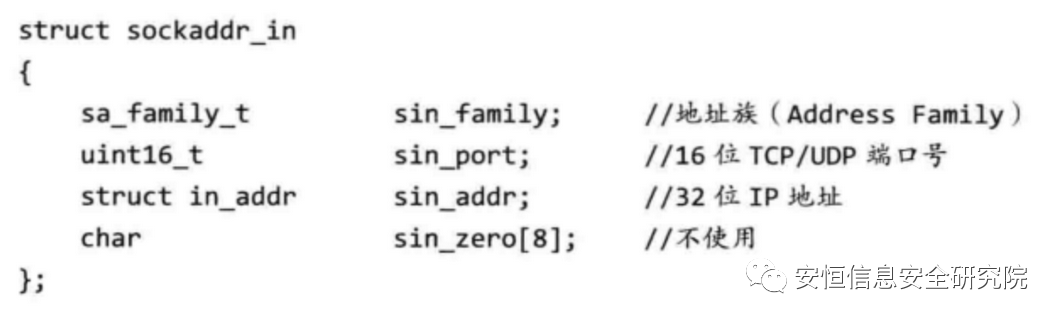 struct sockaddr_in
{
    sa_family_t    sin_family;    //地址族（Address Family）
    uint16_t    sin_port;    //16 位 TCP/UDP 端口号
    struct in_addr    sin_addr;    //32 位 IP 地址
    char    sin_zero[8];    //不使用
};
安恒信息安全研究院